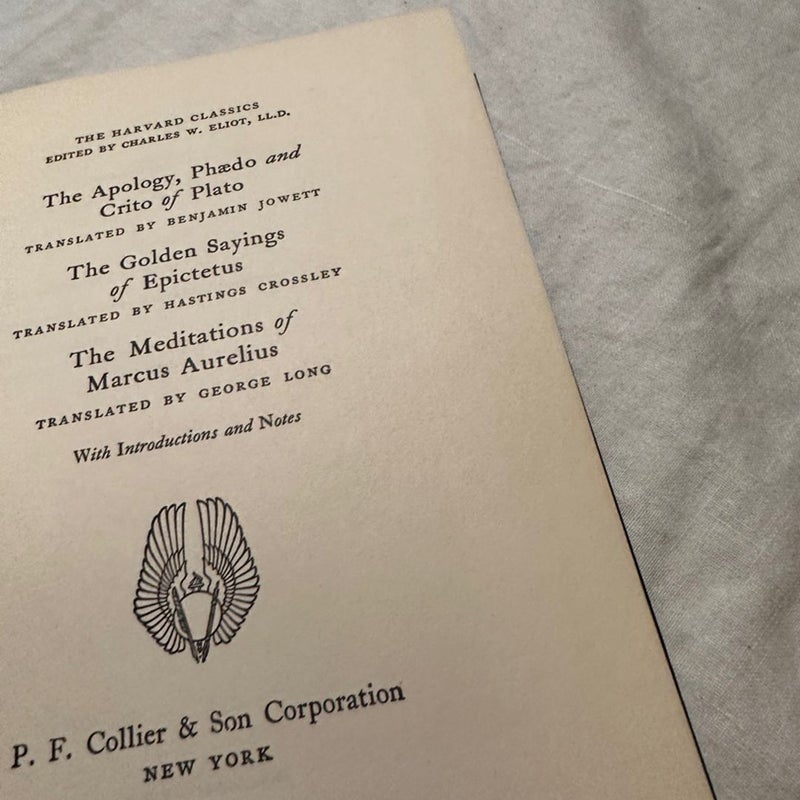 THE HARVARD CLASSICS
EDITED BY CHARLES W. ELIOT, LL.D.
The Apology, Phædo and
Crito of Plato
TRANSLATED BY BENJAMIN JOWETT
The Golden Sayings
of Epictetus
TRANSLATED BY HASTINGS CROSSLEY
The Meditations of
Marcus Aurelius
TRANSLATED BY GEORGE LONG
With Introductions and Notes
P. F. Collier & Son Corporation
NEW YORK